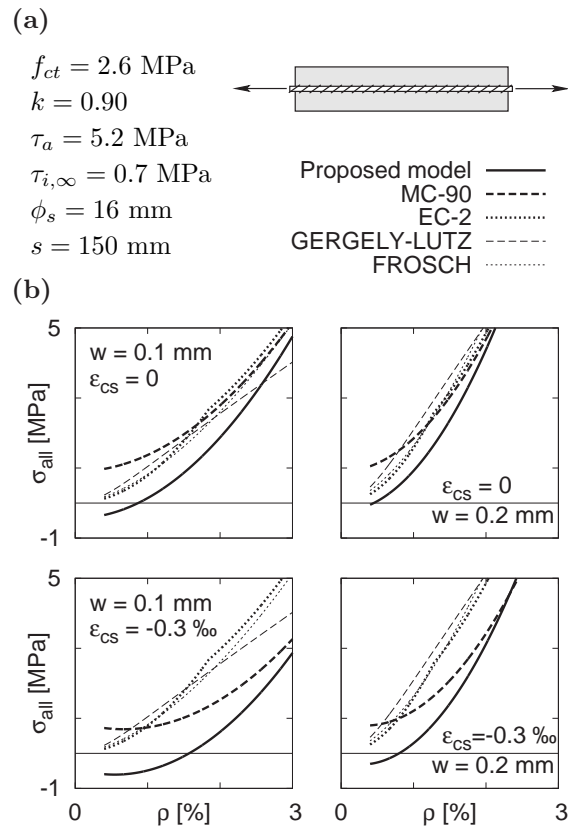 (a)
f_ct = 2.6 MPa
k = 0.90
τ_a = 5.2 MPa
τ_i,∞ = 0.7 MPa
ϕ_s = 16 mm
s = 150 mm
Proposed model
MC-90
EC-2
GERGELY-LUTZ
FROSCH
(b)
5
w = 0.1 mm
ε_cs = 0
σ_all [MPa]
-1
5
ε_cs = 0
w = 0.2 mm
w = 0.1 mm
ε_cs = -0.3 ‰
σ_all [MPa]
-1
0
ρ [%]
3
ε_cs=-0.3 ‰
w = 0.2 mm
0
ρ [%]
3